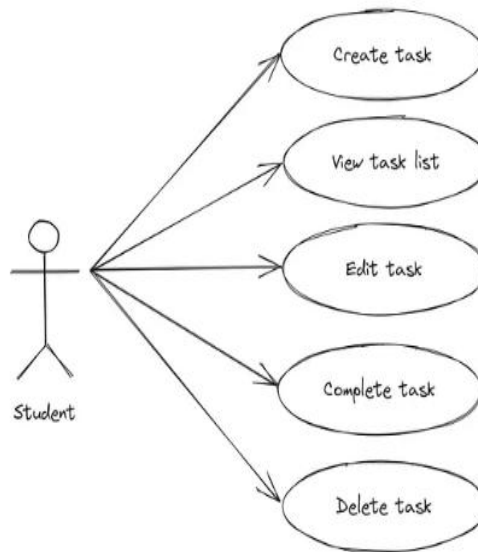 Create task
View task list
Edit task
Complete task
Student
Delete task